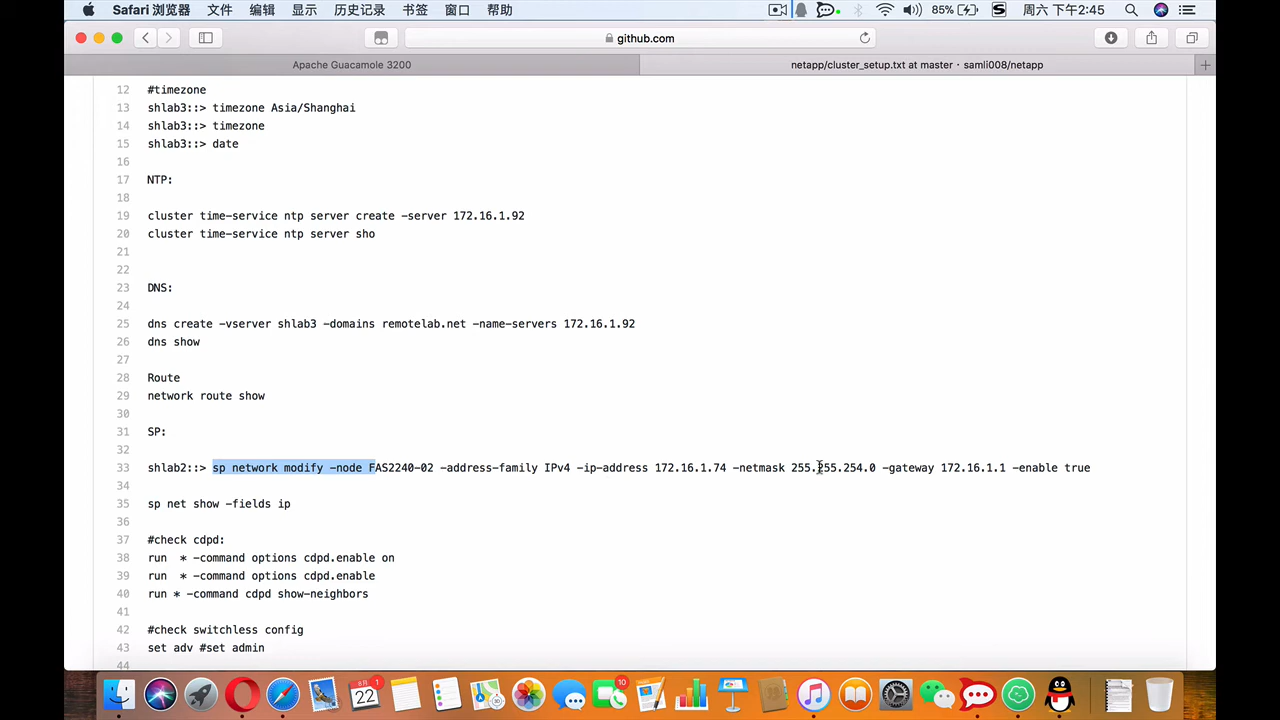 Safari 浏览器 文件 编辑 显示 历史记录 书签 窗口 帮助 85% 周六 下午2:45
github.com
Apache Guacamole 3200 netapp/cluster_setup.txt at master · samli008/netapp
12 #timezone
13 shlab3::> timezone Asia/Shanghai
14 shlab3::> timezone
15 shlab3::> date
16
17 NTP:
18
19 cluster time-service ntp server create -server 172.16.1.92
20 cluster time-service ntp server sho
21
22
23 DNS:
24
25 dns create -vserver shlab3 -domains remotelab.net -name-servers 172.16.1.92
26 dns show
27
28 Route
29 network route show
30
31 SP:
32
33 shlab2::> sp network modify -node FAS2240-02 -address-family IPv4 -ip-address 172.16.1.74 -netmask 255.255.254.0 -gateway 172.16.1.1 -enable true
34
35 sp net show -fields ip
36
37 #check cdpd:
38 run  * -command options cdpd.enable on
39 run  * -command options cdpd.enable
40 run * -command cdpd show-neighbors
41
42 #check switchless config
43 set adv #set admin
44
22
1
10